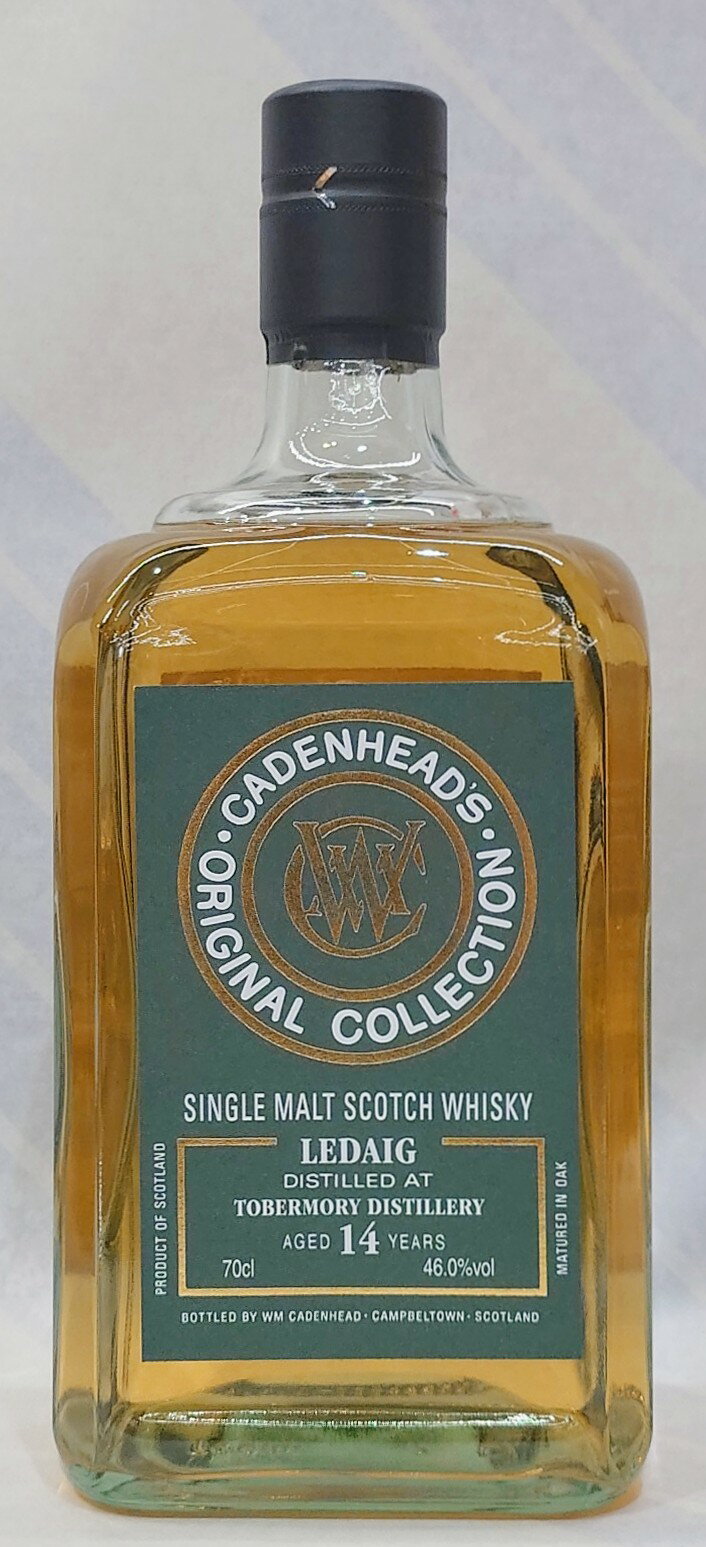 CADENHEAD'S
· ORIGINAL COLLECTION ·
WC
SINGLE MALT SCOTCH WHISKY
LEDAIG
DISTILLED AT
TOBERMORY DISTILLERY
AGED 14 YEARS
70cl 46.0%vol
PRODUCT OF SCOTLAND
MATURED IN OAK
BOTTLED BY WM CADENHEAD · CAMPBELTOWN · SCOTLAND